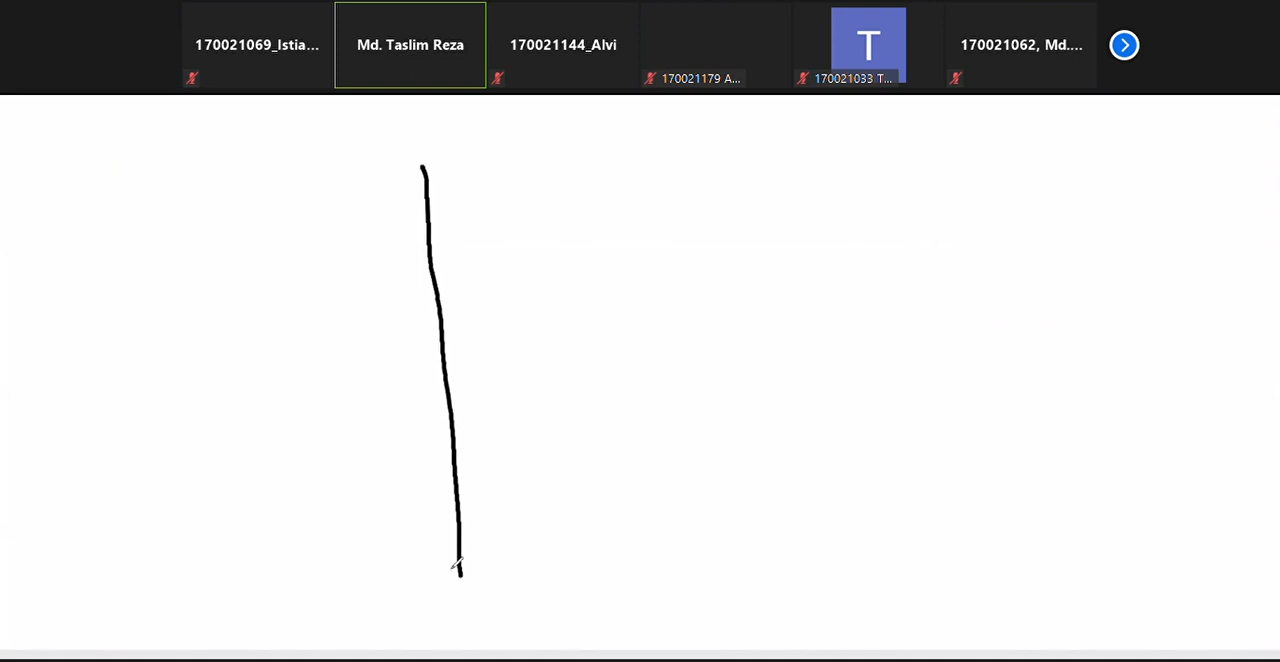 170021069_Istia...
Md. Taslim Reza
170021144_Alvi
170021179 A...
T
170021033 T...
170021062, Md....